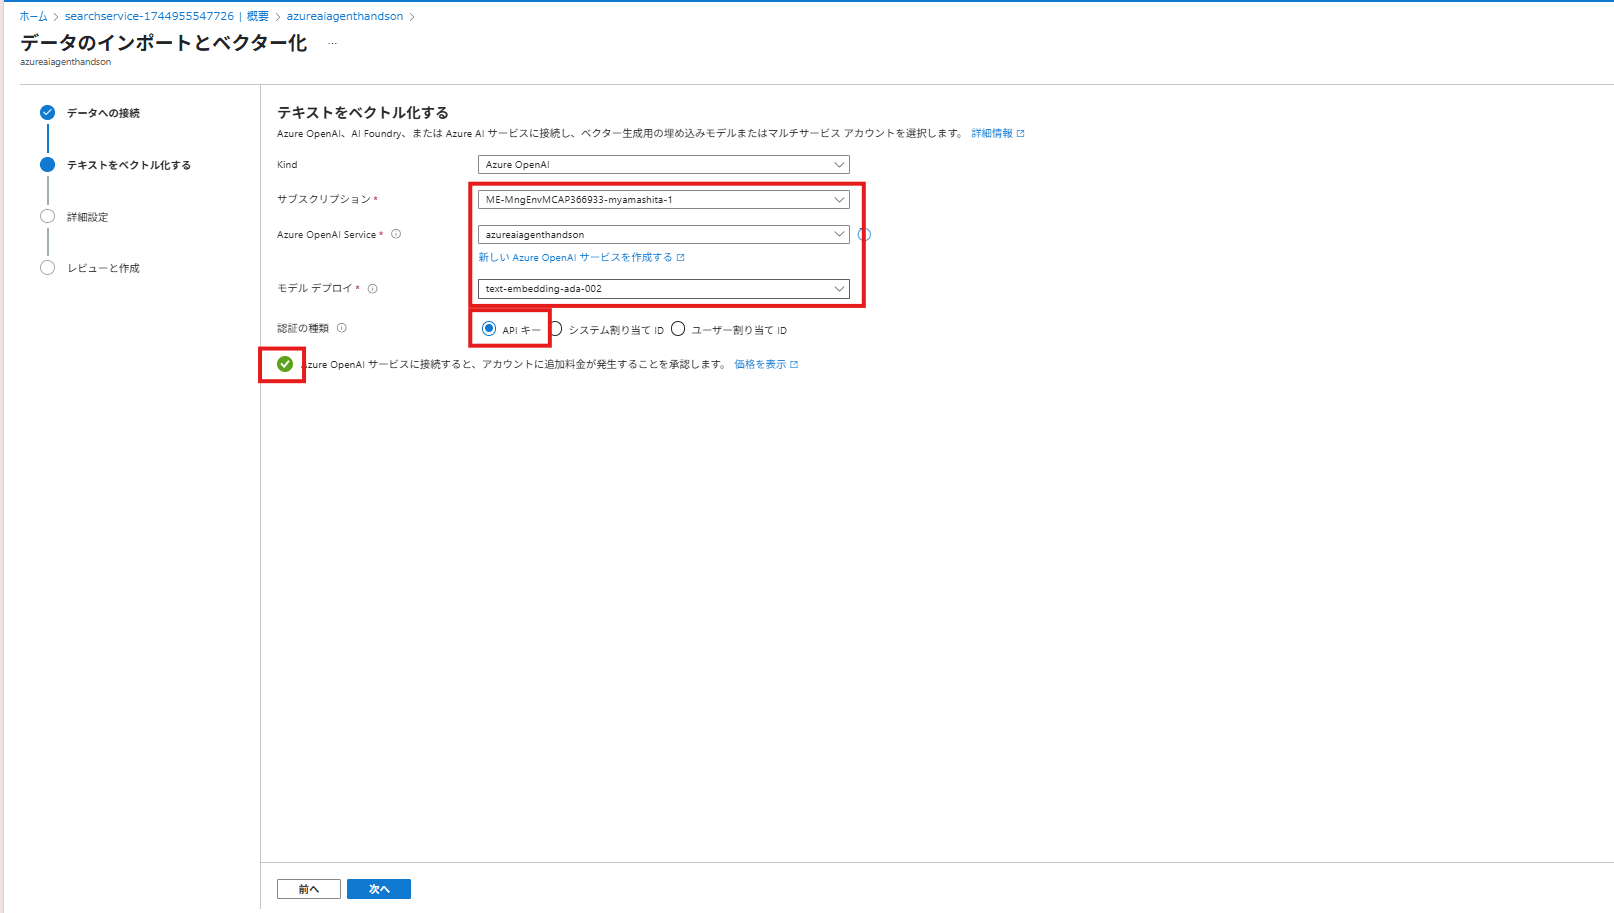 ホーム > searchservice-1744955547726 | 概要 > azureaiagenthandson >
データのインポートとベクター化 ...
azureaiagenthandson
データへの接続
テキストをベクトル化する
詳細設定
レビューと作成
テキストをベクトル化する
Azure OpenAI、AI Foundry、または Azure AI サービスに接続し、ベクター生成用の埋め込みモデルまたはマルチサービス アカウントを選択します。 詳細情報
Kind
Azure OpenAI
サブスクリプション *
ME-MngEnvMCAP366933-myamashita-1
Azure OpenAI Service *
azureaiagenthandson
新しい Azure OpenAI サービスを作成する
モデル デプロイ *
text-embedding-ada-002
認証の種類
API キー システム割り当て ID ユーザー割り当て ID
Azure OpenAI サービスに接続すると、アカウントに追加料金が発生することを承認します。 価格を表示
前へ 次へ